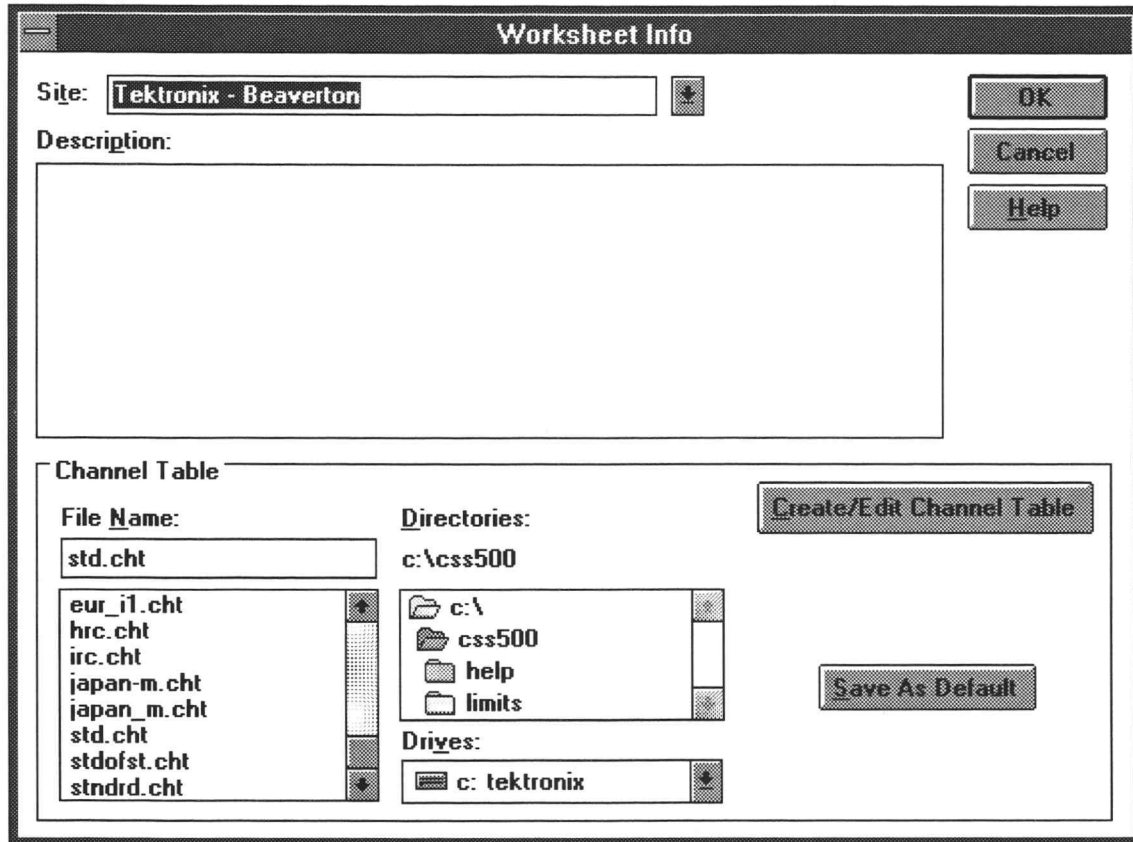 Worksheet Info
Site: Tektronix - Beaverton
OK
Description:
Cancel
Help
Channel Table
Create/Edit Channel Table
File Name:
Directories:
std.cht
c:\css500
eur_i1.cht
hrc.cht
irc.cht
japan-m.cht
japan_m.cht
std.cht
stdofst.cht
stndrd.cht
c:\
css500
help
limits
Save As Default
Drives:
c: tektronix